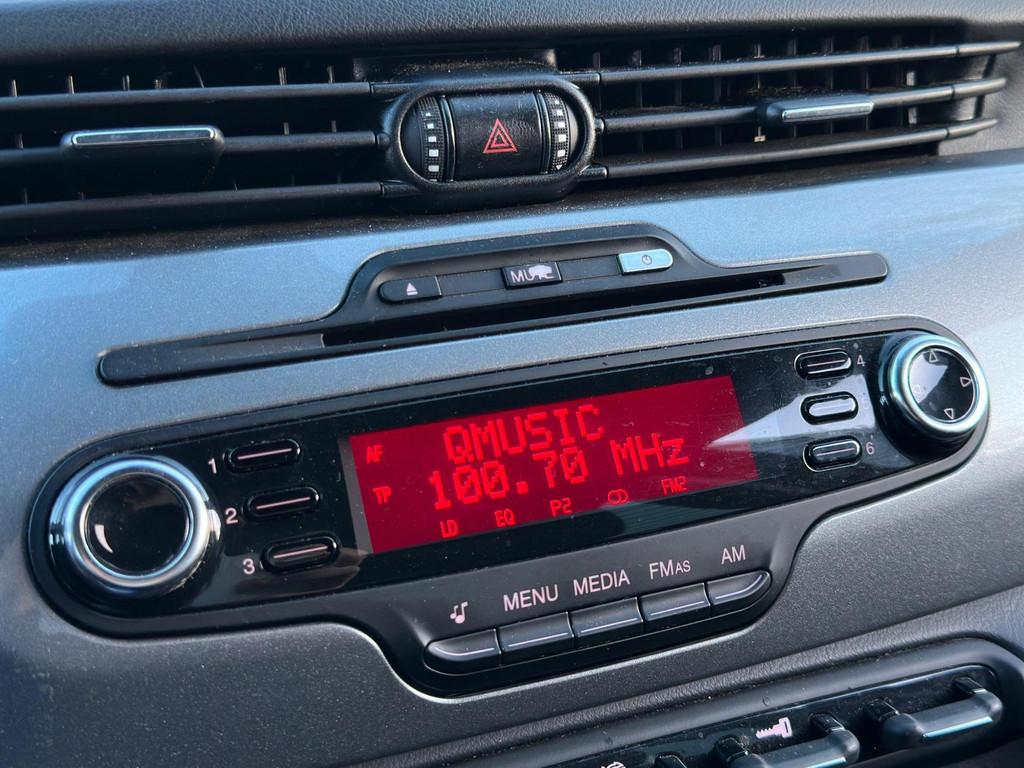 MUTE
1
2
3
AF
QMUSIC
TP
100.70 MHz
LD EQ P2 FM2
4
6
MENU MEDIA FMAS AM